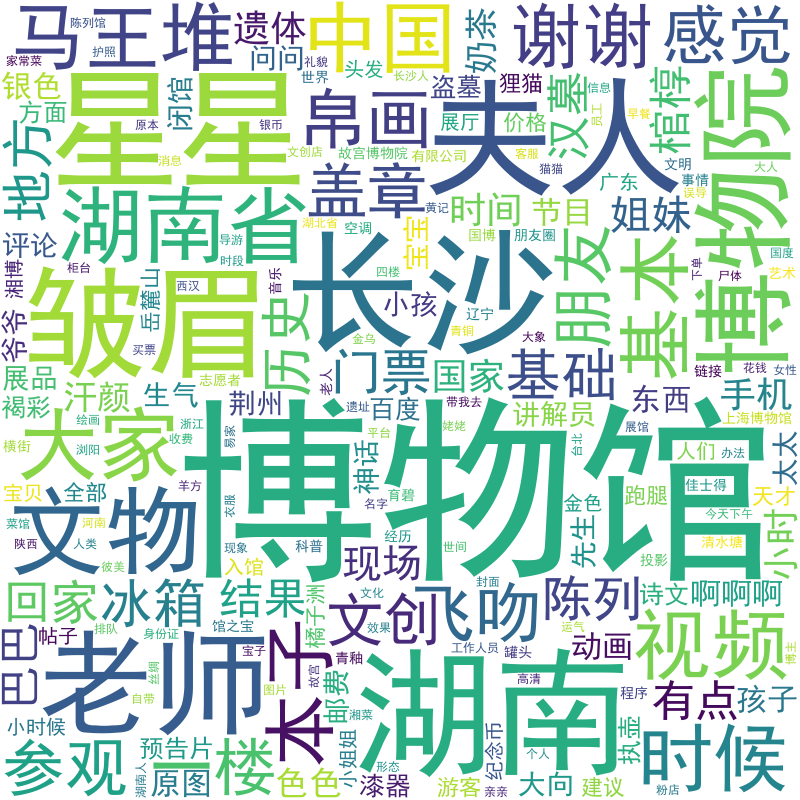 陈列馆
家常菜
护照
马王堆
遗体
问问
礼貌
世界
中国
长沙人
头发
奶茶
谢谢
感觉
信息
员工
早餐
银色
方面
闭馆
原本
银币
星星
帛画
盗墓
狸猫
展厅
价格
汉墓
棺椁
博物院
夫人
消息
文创店
故宫博物院
有限公司
客服
猫猫
文明
大人
事情
误导
地方
湖南省
盖章
湖北省
黄记
广东
导游
空调
时间
节目
姐妹
评论
时段
宝宝
国博
朋友圈
国度
湘博
柜台
岳麓山
西汉
音乐
四楼
朋友
基本
下单
尸体
艺术
皱眉
长沙
小孩
辽宁
历史
爷爷
买票
金乌
青铜
大象
链接
花钱
女性
展品
汗颜
志愿者
老人
门票
国家
基础
东西
手机
上海博物馆
褐彩
生气
荆州
遗址
百度
带我去
讲解员
展馆
太太
横街
绘画
浙江
大家
浏阳
收费
易家
神话
平台
姥姥
台北
人们
办法
宝贝
全部
博物馆
羊方
名字
育碧
跑腿
佳士得
天才
菜馆
河南
文物
衣服
经历
金色
今天下午
小时
陕西
人类
入馆
现象
科普
世间
先生
投影
清水塘
回家
彼美
冰箱
结果
现场
文化
封面
陈列
诗文
啊啊啊
馆之宝
文创
飞吻
巴巴
帖子
排队
身份证
老师
橘子洲
效果
工作人员
罐头
动画
视频
运气
博主
宝子
本子
青釉
丝绸
自带
图片
故宫
邮费
湖南
高清
程序
有点
孩子
小时候
湘菜
执壶
时候
参观
预告片
一楼
小姐姐
形态
纪念币
个人
湖南人
原图
色色
漆器
游客
亲亲
大向
建议
粉店